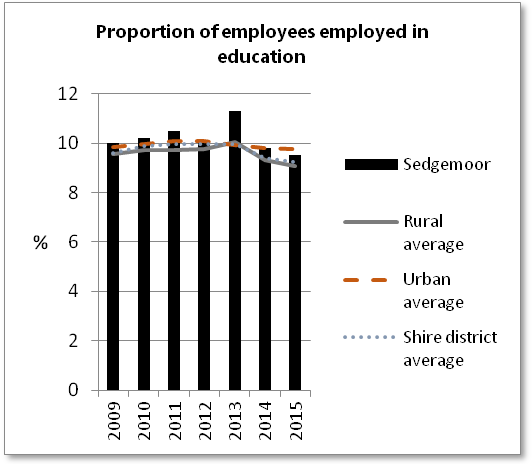 Proportion of employees employed in
education
12
10
8
6
4
2
0
%
2009
2010
2011
2012
2013
2014
2015
Sedgemoor
Rural
average
Urban
average
Shire district
average